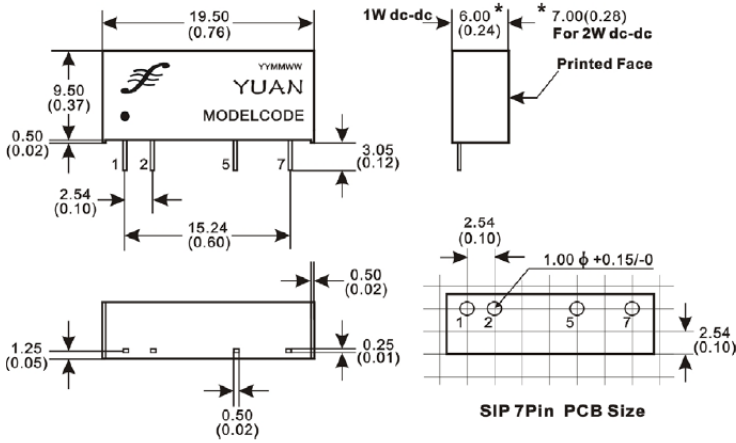 19.50
(0.76)
1W dc-dc
6.00 *
(0.24)
* 7.00(0.28)
For 2W dc-dc
Printed Face
YYMMWW
YUAN
MODELCODE
9.50
(0.37)
0.50
(0.02)
3.05
(0.12)
1 2 5 7
2.54
(0.10)
15.24
(0.60)
2.54
(0.10)
1.00 ϕ +0.15/-0
0.50
(0.02)
1 2 5 7
1.25
(0.05)
0.25
(0.01)
2.54
(0.10)
0.50
(0.02)
SIP 7Pin PCB Size